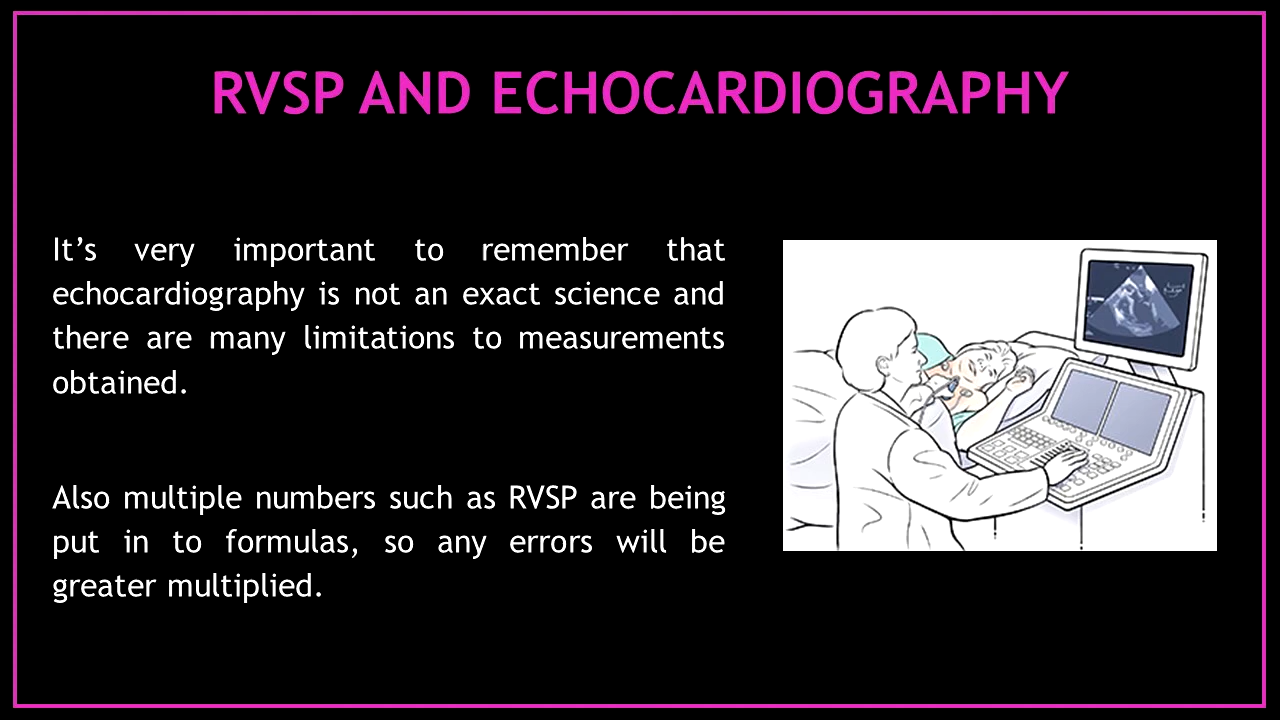 RVSP AND ECHOCARDIOGRAPHY
It’s very important to remember that
echocardiography is not an exact science and
there are many limitations to measurements
obtained.
Also multiple numbers such as RVSP are being
put in to formulas, so any errors will be
greater multiplied.